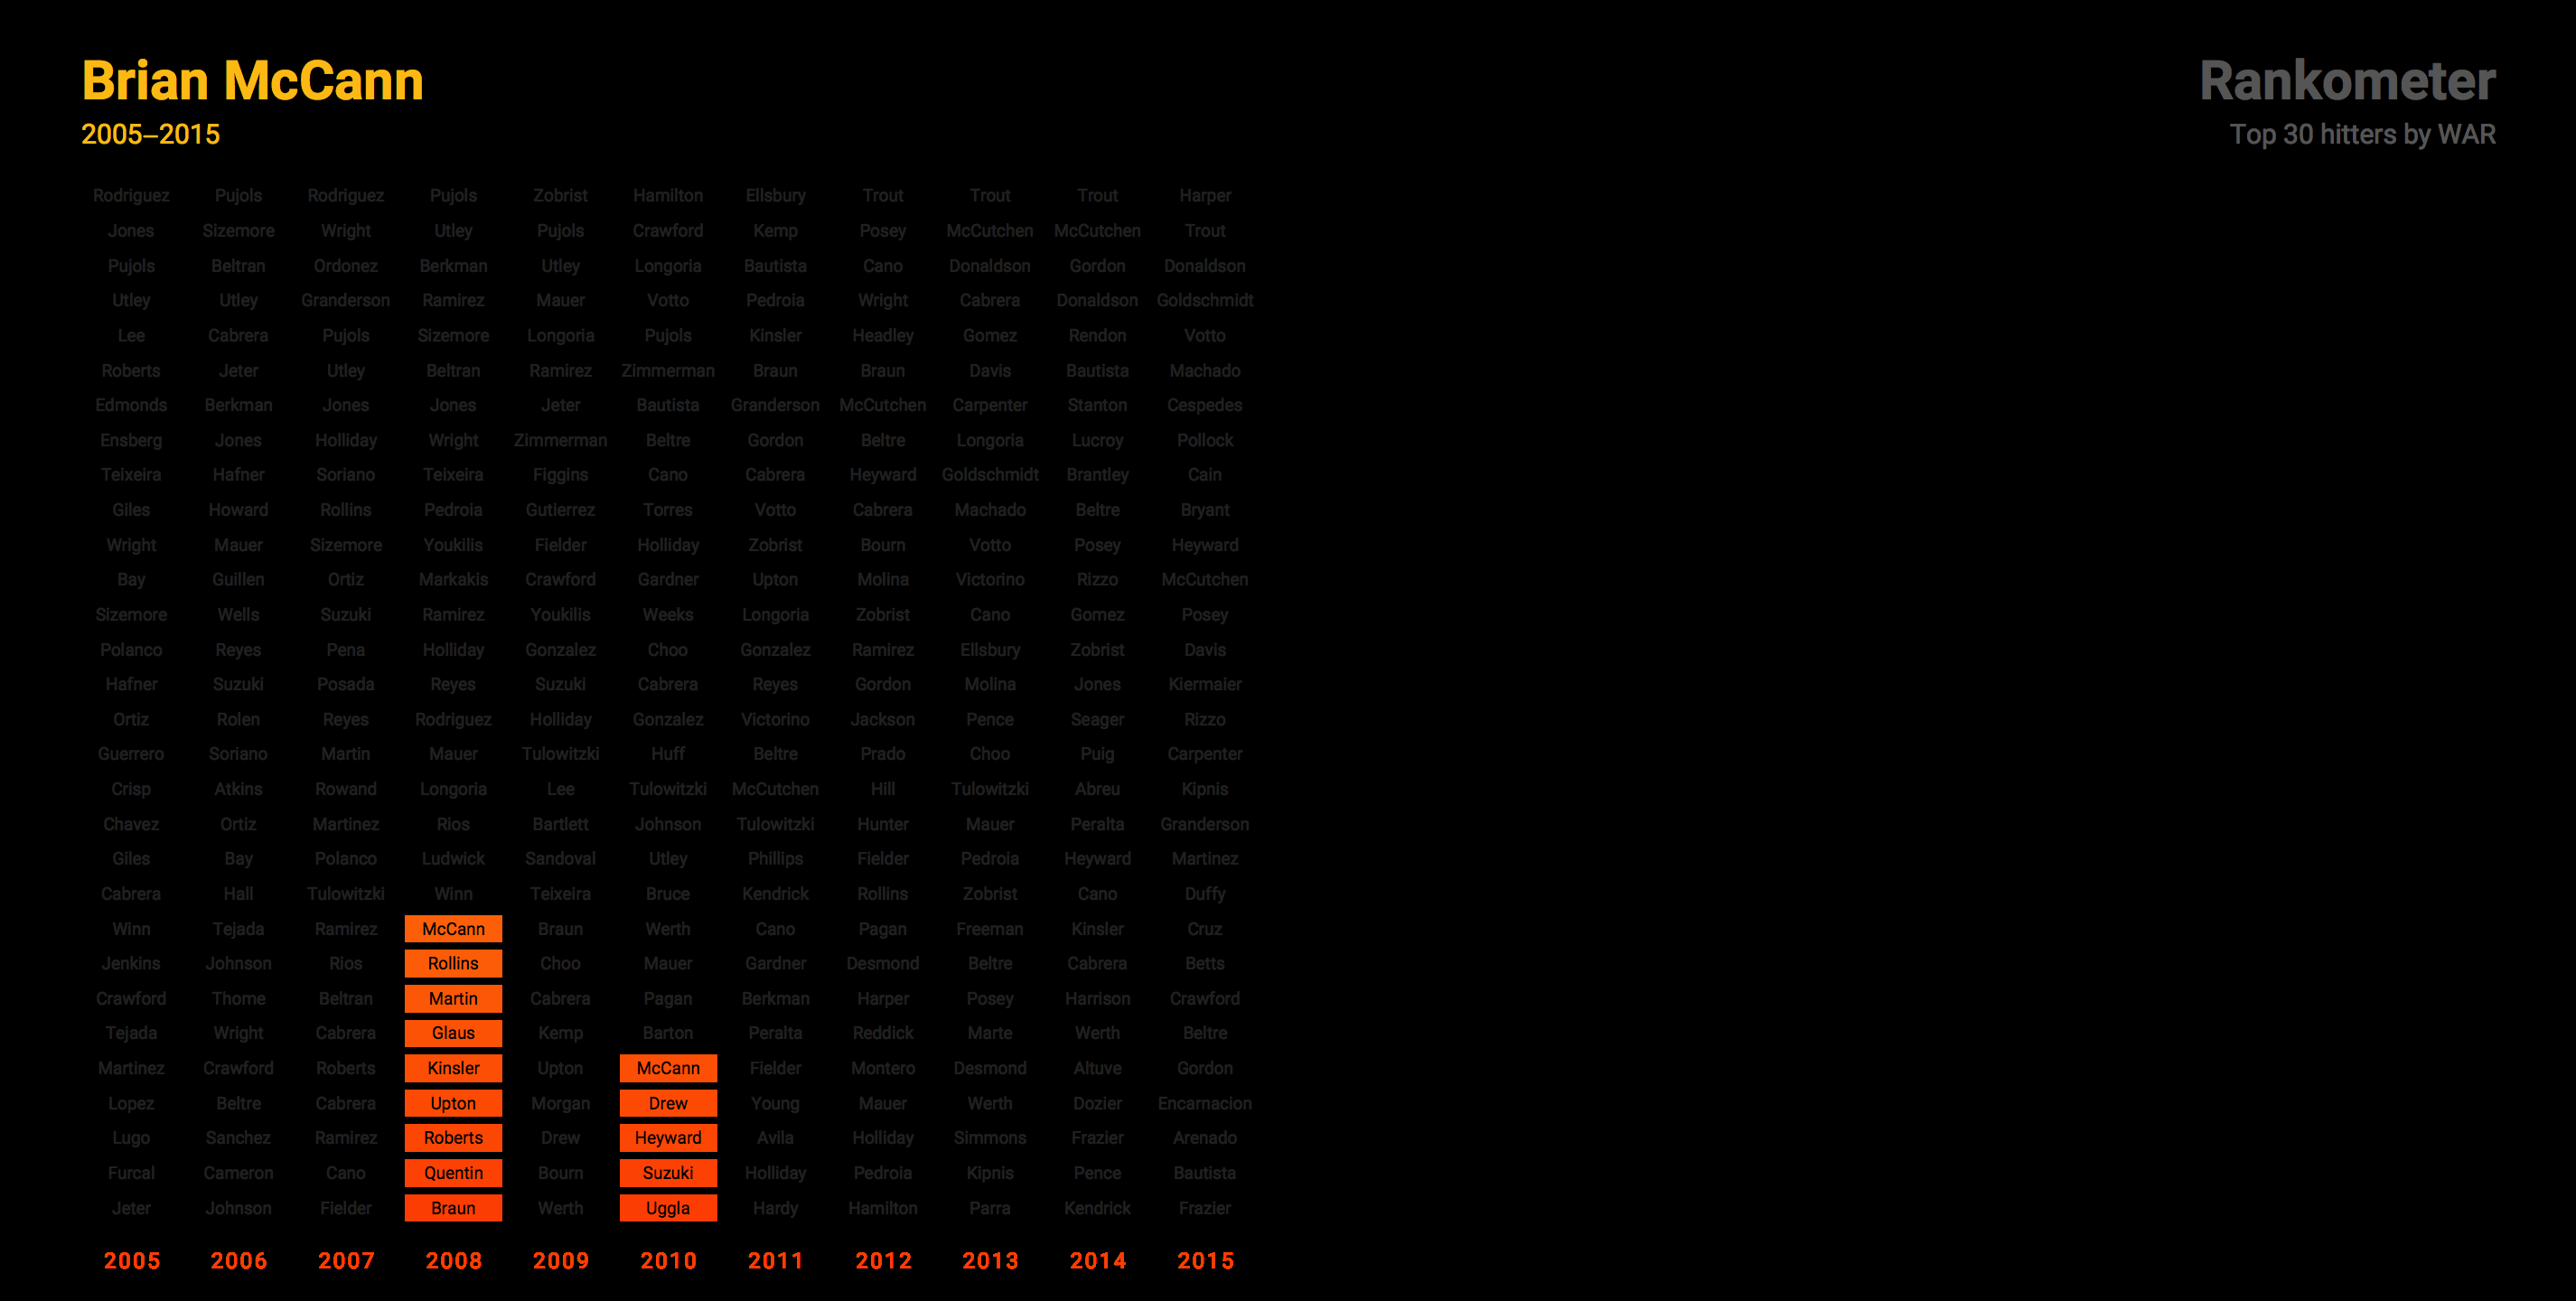 Brian McCann
2005–2015
Rankometer
Top 30 hitters by WAR
Rodriguez Pujols Rodriguez Pujols Zobrist Hamilton Ellsbury Trout Trout Trout Harper
Jones Sizemore Wright Utley Pujols Crawford Kemp Posey McCutchen McCutchen Trout
Pujols Beltran Ordonez Berkman Utley Longoria Bautista Cano Donaldson Gordon Donaldson
Utley Utley Granderson Ramirez Mauer Votto Pedroia Wright Cabrera Donaldson Goldschmidt
Lee Cabrera Pujols Sizemore Longoria Pujols Kinsler Headley Gomez Rendon Votto
Roberts Jeter Utley Beltran Ramirez Zimmerman Braun Braun Davis Bautista Machado
Edmonds Berkman Jones Jones Jeter Bautista Granderson McCutchen Carpenter Stanton Cespedes
Ensberg Jones Holliday Wright Zimmerman Beltre Gordon Beltre Longoria Lucroy Pollock
Teixeira Hafner Soriano Teixeira Figgins Cano Cabrera Heyward Goldschmidt Brantley Cain
Giles Howard Rollins Pedroia Gutierrez Torres Votto Cabrera Machado Beltre Bryant
Wright Mauer Sizemore Youkilis Fielder Holliday Zobrist Bourn Votto Posey Heyward
Bay Guillen Ortiz Markakis Crawford Gardner Upton Molina Victorino Rizzo McCutchen
Sizemore Wells Suzuki Ramirez Youkilis Weeks Longoria Zobrist Cano Gomez Posey
Polanco Reyes Pena Holliday Gonzalez Choo Gonzalez Ramirez Ellsbury Zobrist Davis
Hafner Suzuki Posada Reyes Suzuki Cabrera Reyes Gordon Molina Jones Kiermaier
Ortiz Rolen Reyes Rodriguez Holliday Gonzalez Victorino Jackson Pence Seager Rizzo
Guerrero Soriano Martin Mauer Tulowitzki Huff Beltre Prado Choo Puig Carpenter
Crisp Atkins Rowand Longoria Lee Tulowitzki McCutchen Hill Tulowitzki Abreu Kipnis
Chavez Ortiz Martinez Rios Bartlett Johnson Tulowitzki Hunter Mauer Peralta Granderson
Giles Bay Polanco Ludwick Sandoval Utley Phillips Fielder Pedroia Heyward Martinez
Cabrera Hall Tulowitzki Winn Teixeira Bruce Kendrick Rollins Zobrist Cano Duffy
Winn Tejada Ramirez McCann Braun Werth Cano Pagan Freeman Kinsler Cruz
Jenkins Johnson Rios Rollins Choo Mauer Gardner Desmond Beltre Cabrera Betts
Crawford Thome Beltran Martin Cabrera Pagan Berkman Harper Posey Harrison Crawford
Tejada Wright Cabrera Glaus Kemp Barton Peralta Reddick Marte Werth Beltre
Martinez Crawford Roberts Kinsler Upton McCann Fielder Montero Desmond Altuve Gordon
Lopez Beltre Cabrera Upton Morgan Drew Young Mauer Werth Dozier Encarnacion
Lugo Sanchez Ramirez Roberts Drew Heyward Avila Holliday Simmons Frazier Arenado
Furcal Cameron Cano Quentin Bourn Suzuki Holliday Pedroia Kipnis Pence Bautista
Jeter Johnson Fielder Braun Werth Uggla Hardy Hamilton Parra Kendrick Frazier
2005 2006 2007 2008 2009 2010 2011 2012 2013 2014 2015